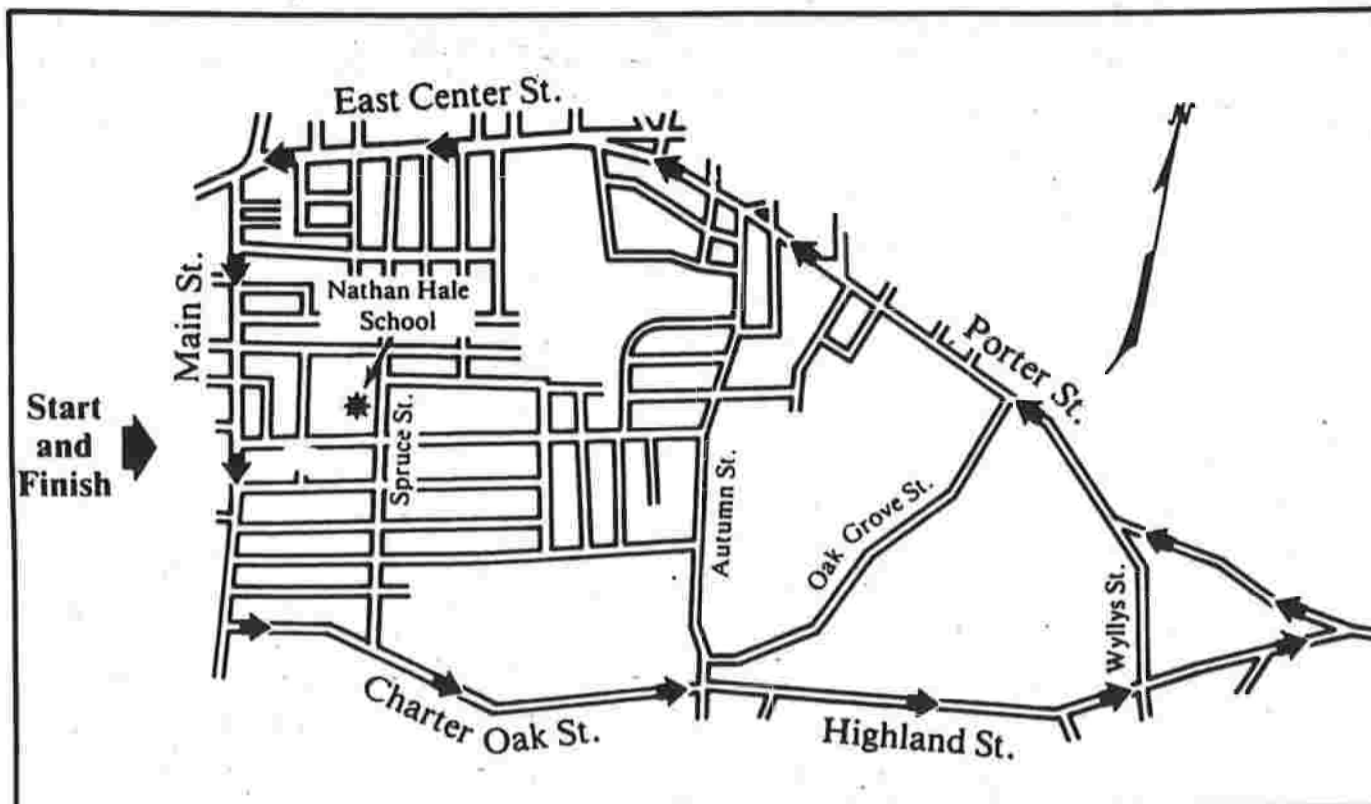 East Center St.
N
Main St.
Nathan Hale
School
Porter St.
Start
and
Finish
Spruce St.
Autumn St.
Oak Grove St.
Wyllys St.
Charter Oak St.
Highland St.